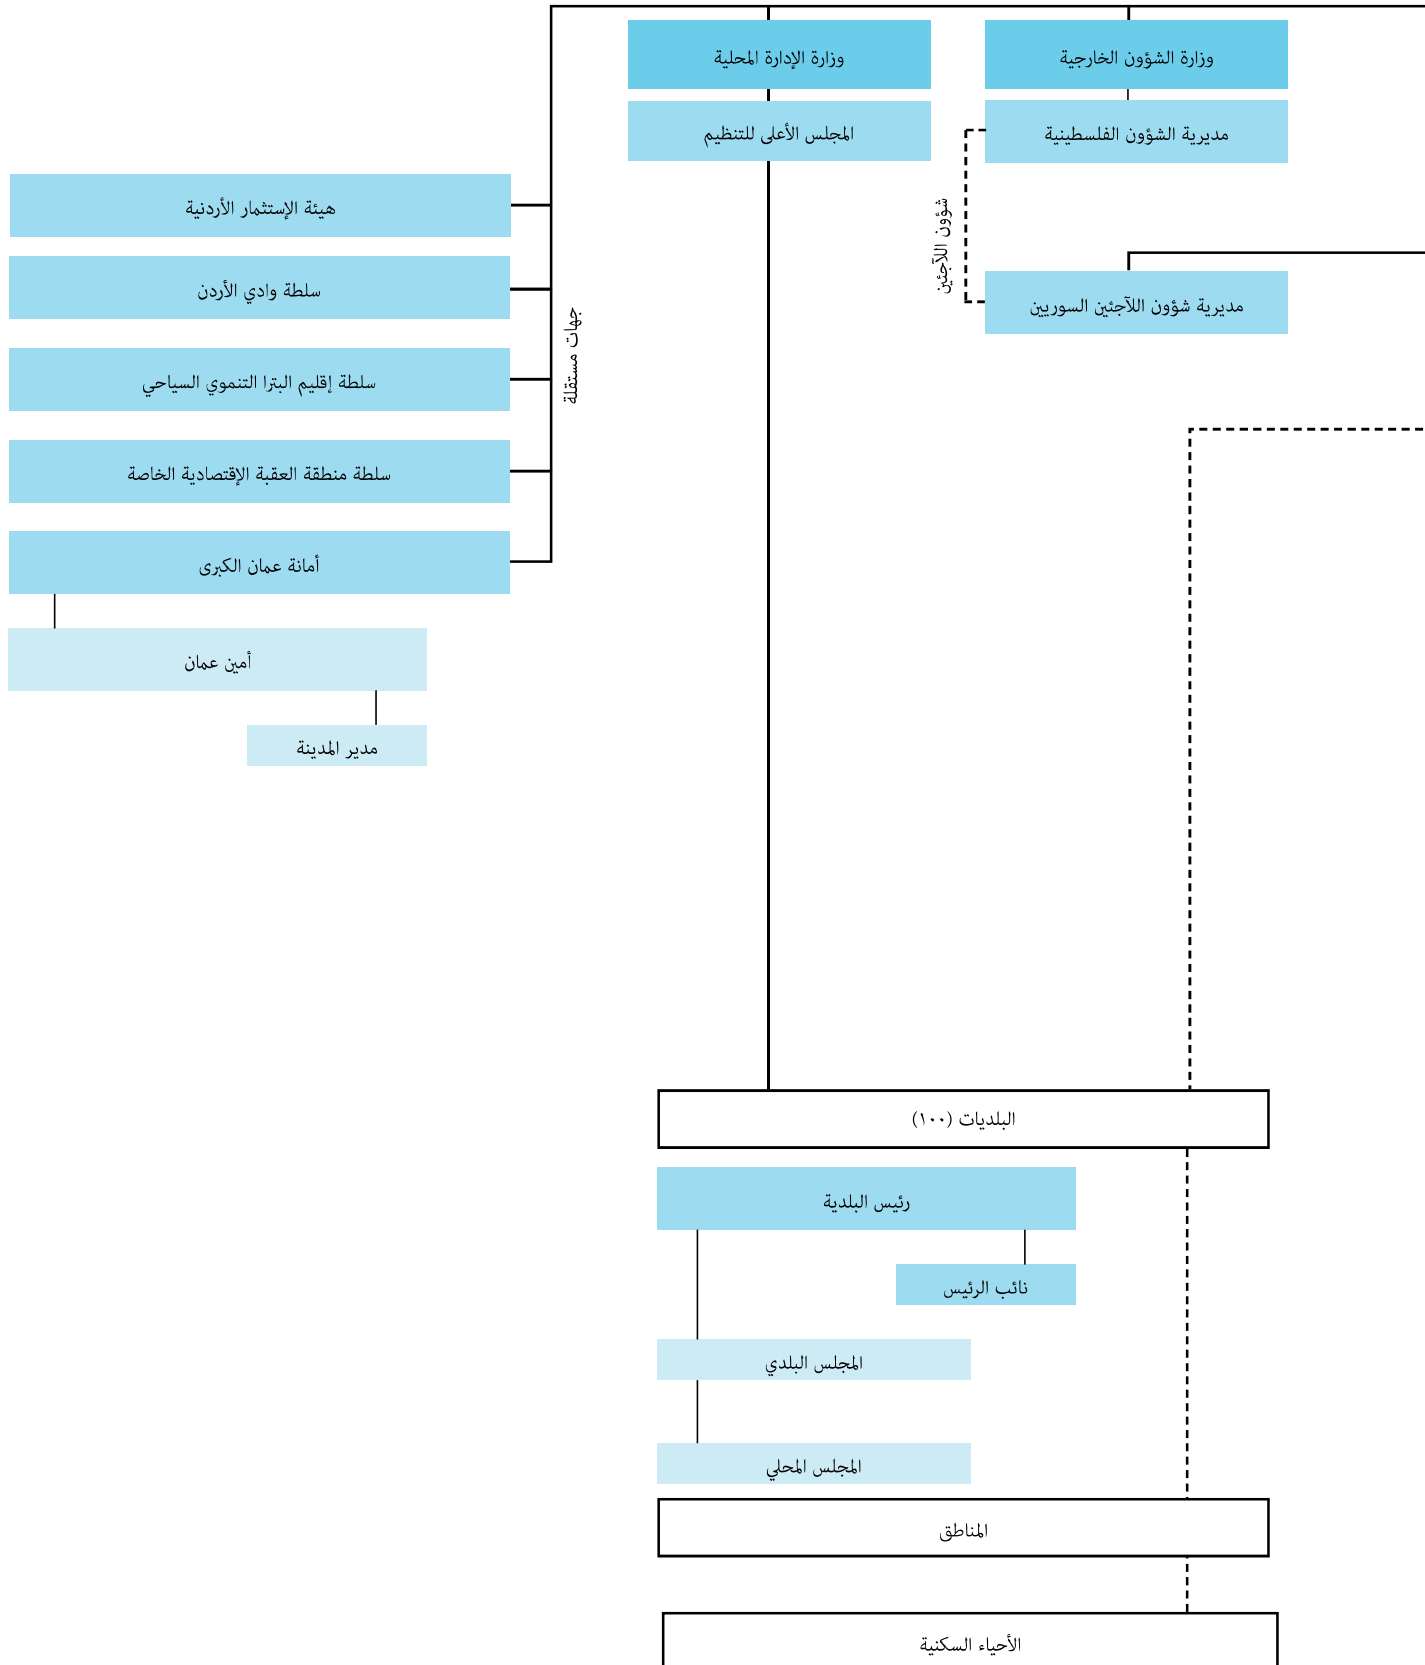 وزارة الشؤون الخارجية
وزارة الإدارة المحلية
مديرية الشؤون الفلسطينية
المجلس الأعلى للتنظيم
شؤون اللآجئين
مديرية شؤون اللآجئين السوريين
جهات مستقلة
هيئة الإستثمار الأردنية
سلطة وادي الأردن
سلطة إقليم البترا التنموي السياحي
سلطة منطقة العقبة الإقتصادية الخاصة
أمانة عمان الكبرى
أمين عمان
مدير المدينة
البلديات (١٠٠)
رئيس البلدية
نائب الرئيس
المجلس البلدي
المجلس المحلي
المناطق
الأحياء السكنية